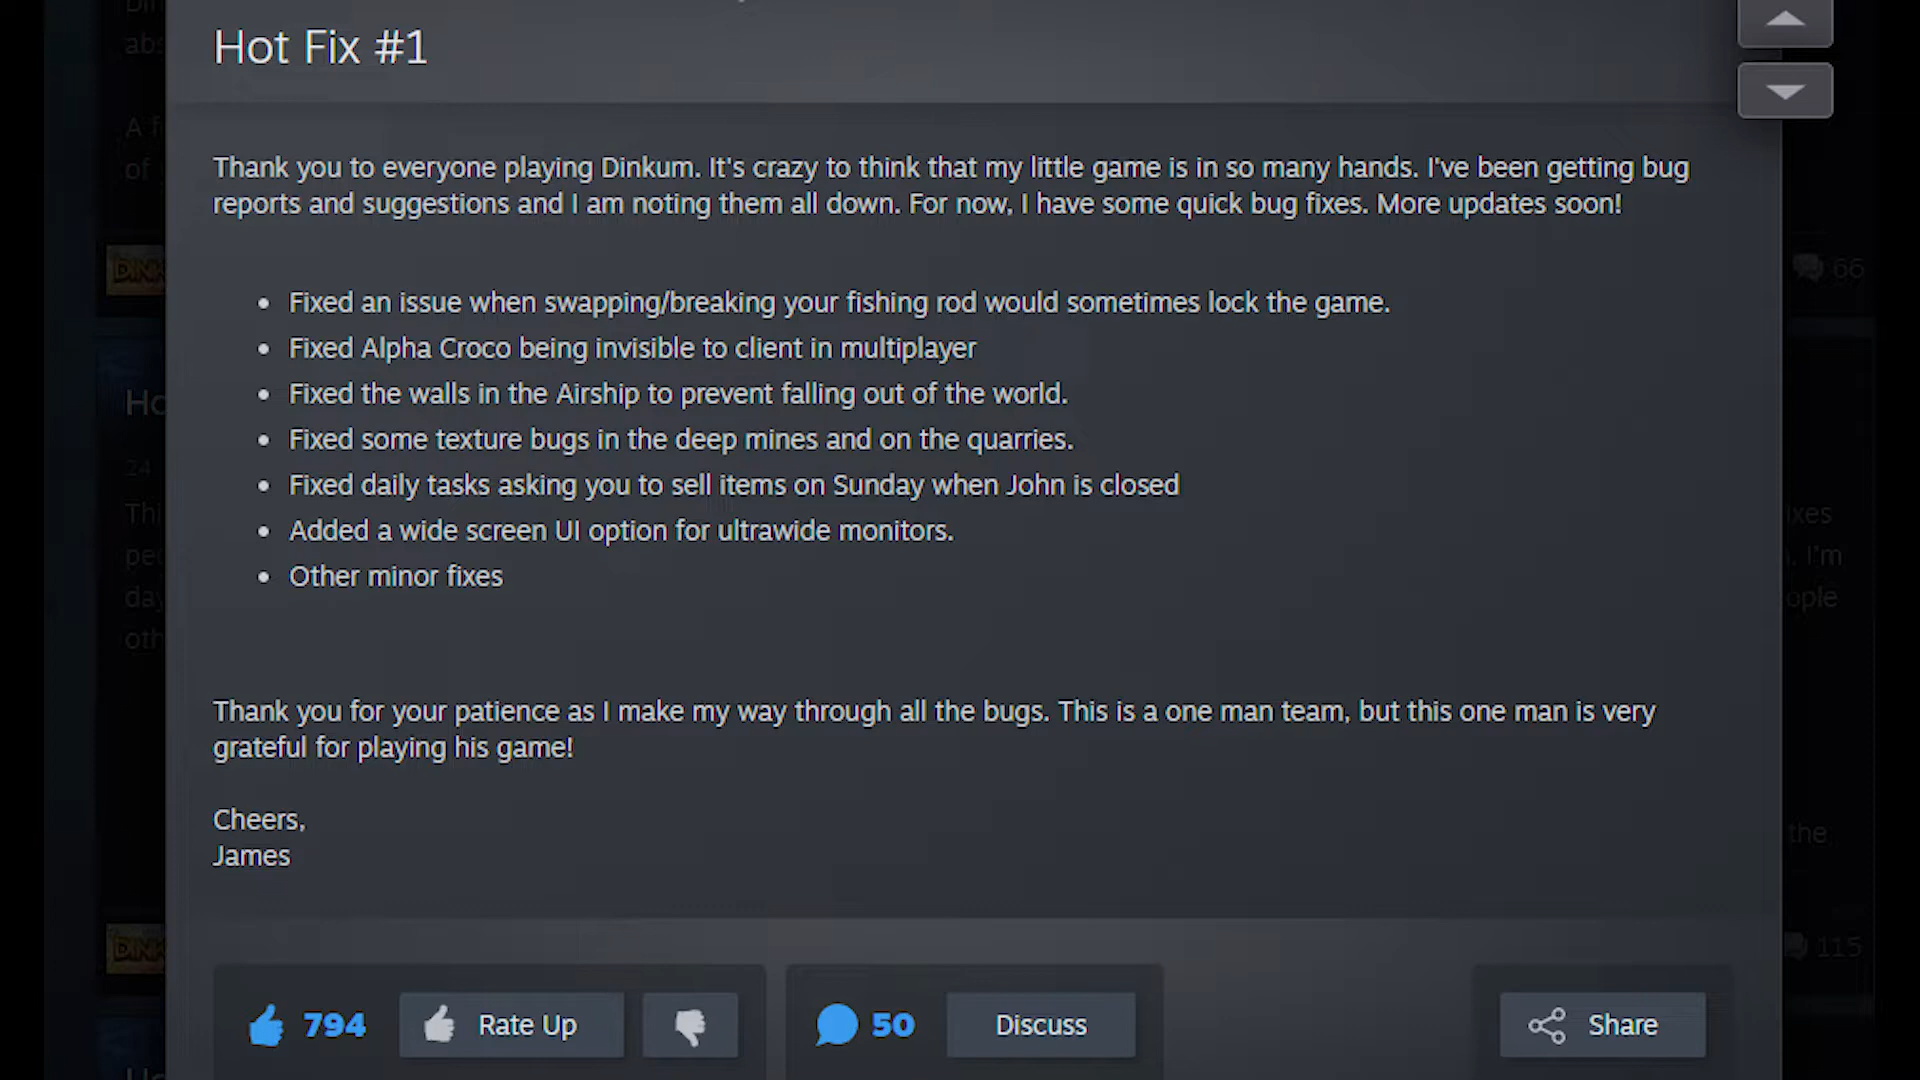 Hot Fix #1
Thank you to everyone playing Dinkum. It's crazy to think that my little game is in so many hands. I've been getting bug
reports and suggestions and I am noting them all down. For now, I have some quick bug fixes. More updates soon!
66
• Fixed an issue when swapping/breaking your fishing rod would sometimes lock the game.
• Fixed Alpha Croco being invisible to client in multiplayer
• Fixed the walls in the Airship to prevent falling out of the world.
• Fixed some texture bugs in the deep mines and on the quarries.
• Fixed daily tasks asking you to sell items on Sunday when John is closed
• Added a wide screen UI option for ultrawide monitors.
• Other minor fixes
Thank you for your patience as I make my way through all the bugs. This is a one man team, but this one man is very
grateful for playing his game!
Cheers,
James
the
115
794 Rate Up 50 Discuss Share